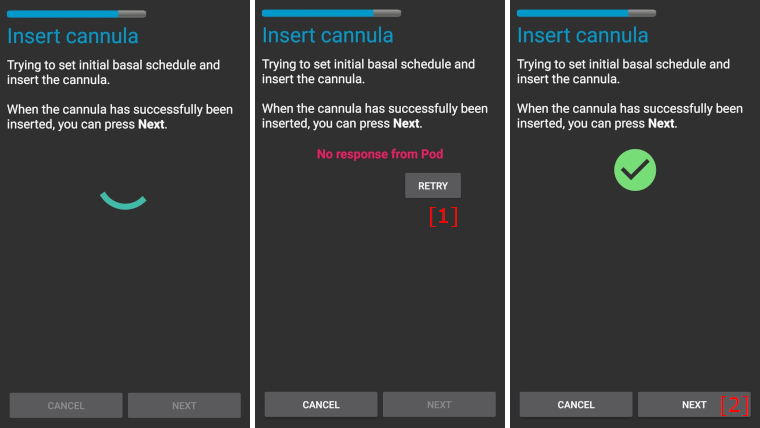 Insert cannula
Trying to set initial basal schedule and
insert the cannula.
When the cannula has successfully been
inserted, you can press Next.
CANCEL
NEXT
Insert cannula
Trying to set initial basal schedule and
insert the cannula.
When the cannula has successfully been
inserted, you can press Next.
No response from Pod
RETRY
[1]
CANCEL
NEXT
Insert cannula
Trying to set initial basal schedule and
insert the cannula.
When the cannula has successfully been
inserted, you can press Next.
CANCEL
NEXT
[2]